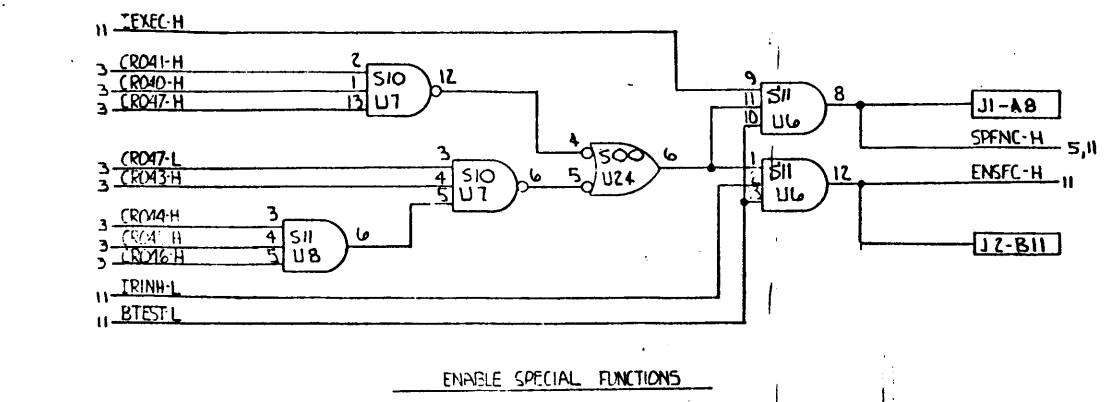 11 IEXEC-H
3 CR041-H 2
3 CR040-H 1
3 CR047-H 13
S10
U7
12
3 CR047-L 3
3 CR043-H 4
5
S10
U7
6
3 CR044-H 3
3 4
3 CR046-H 5
S11
U8
6
4
5
S00
U24
6
9
11
10
S11
U6
8
J1-A8
SPFNC-H 5,11
1
S11
U6
12
ENSFC-H 11
J2-B11
11 IRINH-L
11 BTEST-L
ENABLE SPECIAL FUNCTIONS